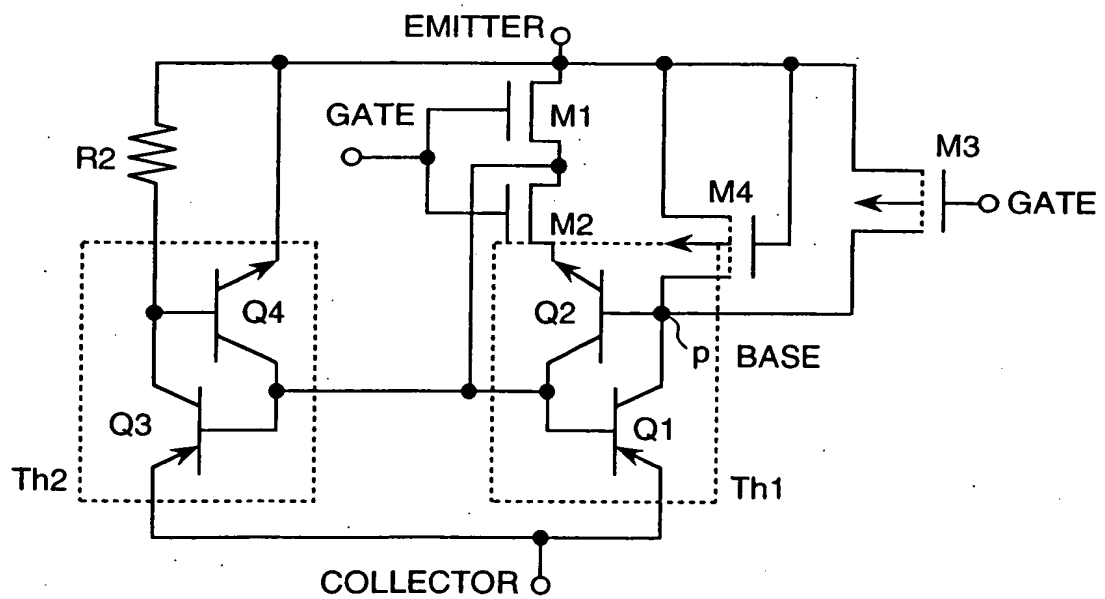 EMITTER
GATE
M1
R2
M3
M4
GATE
M2
Q4
Q2
p
BASE
Q3
Q1
Th2
Th1
COLLECTOR